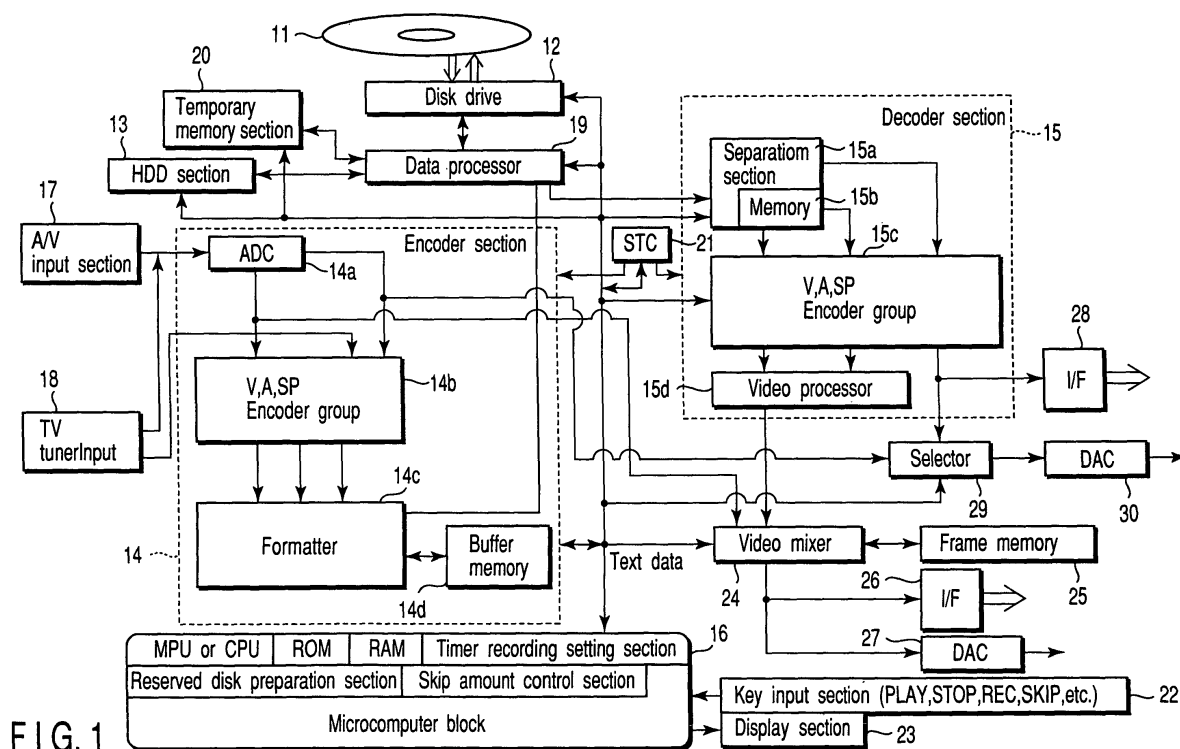 11
12
Disk drive
20
Temporary
memory section
13
HDD section
19
Data processor
Decoder section
15
Separatiom
section
15a
Memory
15b
17
A/V
input section
Encoder section
ADC
14a
STC
21
15c
V,A,SP
Encoder group
28
I/F
18
TV
tunerInput
V,A,SP
Encoder group
14b
15d
Video processor
Selector
29
DAC
30
14c
Formatter
14
Buffer
memory
14d
Text data
Video mixer
24
Frame memory
25
26
I/F
27
DAC
16
MPU or CPU
ROM
RAM
Timer recording setting section
Reserved disk preparation section
Skip amount control section
Microcomputer block
Key input section (PLAY,STOP,REC,SKIP,etc.)
22
Display section
23
FIG. 1